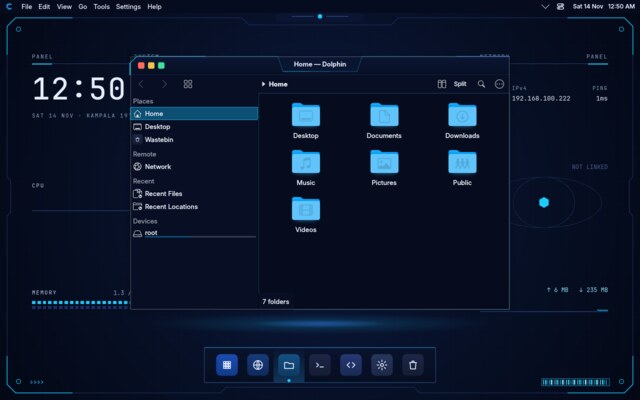 File Edit View Go Tools Settings Help
Sat 14 Nov 12:50 AM
PANEL
PANEL
12:50
SAT 14 NOV · KAMPALA
Home — Dolphin
Home
Split
IPv4 PING
192.168.100.222 1ms
Places
Home
Desktop
Wastebin
Remote
Network
Recent
Recent Files
Recent Locations
Devices
root
Desktop
Documents
Downloads
Music
Pictures
Public
Videos
7 folders
NOT LINKED
CPU
MEMORY 1.3 /
↑ 6 MB ↓ 235 MB